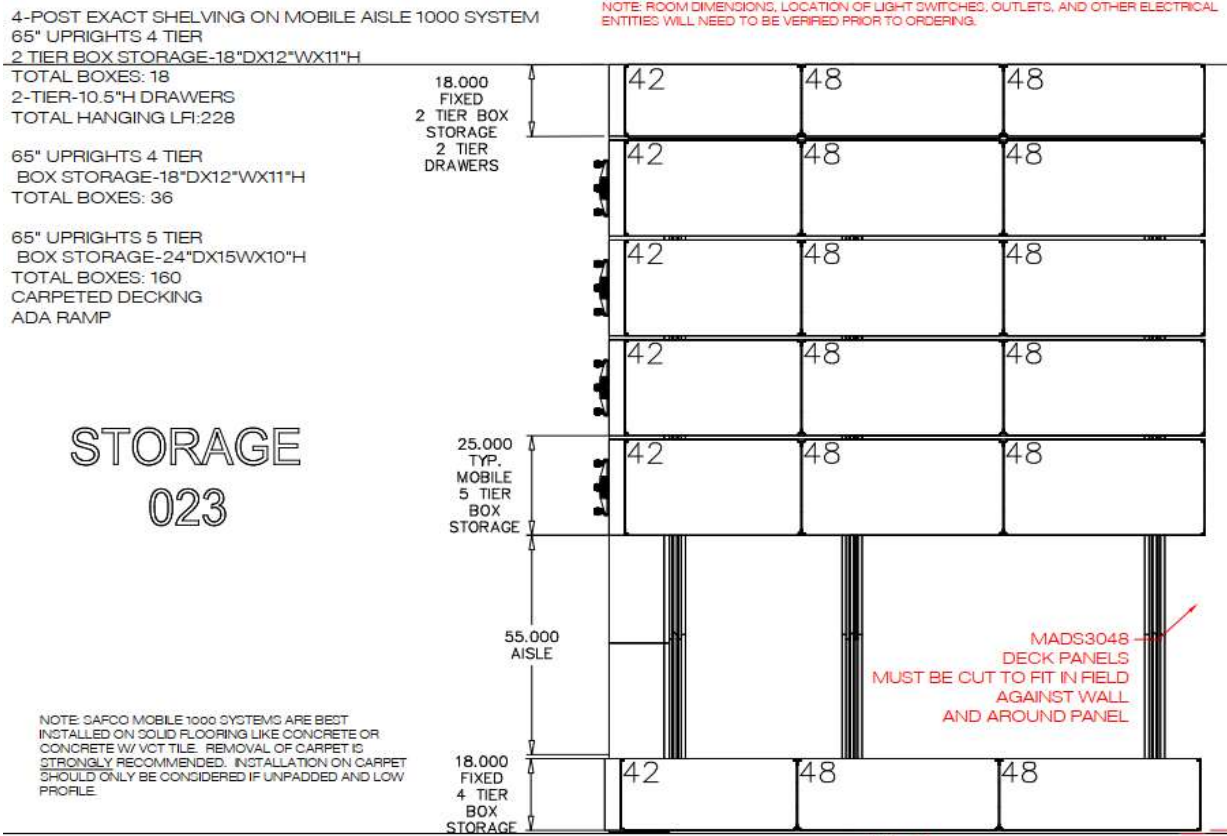 4-POST EXACT SHELVING ON MOBILE AISLE 1000 SYSTEM
65" UPRIGHTS 4 TIER
2 TIER BOX STORAGE-18"DX12"WX11"H
TOTAL BOXES: 18
2-TIER-10.5"H DRAWERS
TOTAL HANGING LFI:228
65" UPRIGHTS 4 TIER
BOX STORAGE-18"DX12"WX11"H
TOTAL BOXES: 36
65" UPRIGHTS 5 TIER
BOX STORAGE-24"DX15WX10"H
TOTAL BOXES: 160
CARPETED DECKING
ADA RAMP
NOTE: ROOM DIMENSIONS, LOCATION OF LIGHT SWITCHES, OUTLETS, AND OTHER ELECTRICAL
ENTITIES WILL NEED TO BE VERIFIED PRIOR TO ORDERING.
18.000
FIXED
2 TIER BOX
STORAGE
2 TIER
DRAWERS
42 48 48
42 48 48
42 48 48
42 48 48
STORAGE
023
25.000
TYP.
MOBILE
5 TIER
BOX
STORAGE
42 48 48
55.000
AISLE
MADS3048
DECK PANELS
MUST BE CUT TO FIT IN FIELD
AGAINST WALL
AND AROUND PANEL
NOTE: SAFCO MOBILE 1000 SYSTEMS ARE BEST
INSTALLED ON SOLID FLOORING LIKE CONCRETE OR
CONCRETE W/ VCT TILE. REMOVAL OF CARPET IS
STRONGLY RECOMMENDED. INSTALLATION ON CARPET
SHOULD ONLY BE CONSIDERED IF UNPADDED AND LOW
PROFILE.
18.000
FIXED
4 TIER
BOX
STORAGE
42 48 48